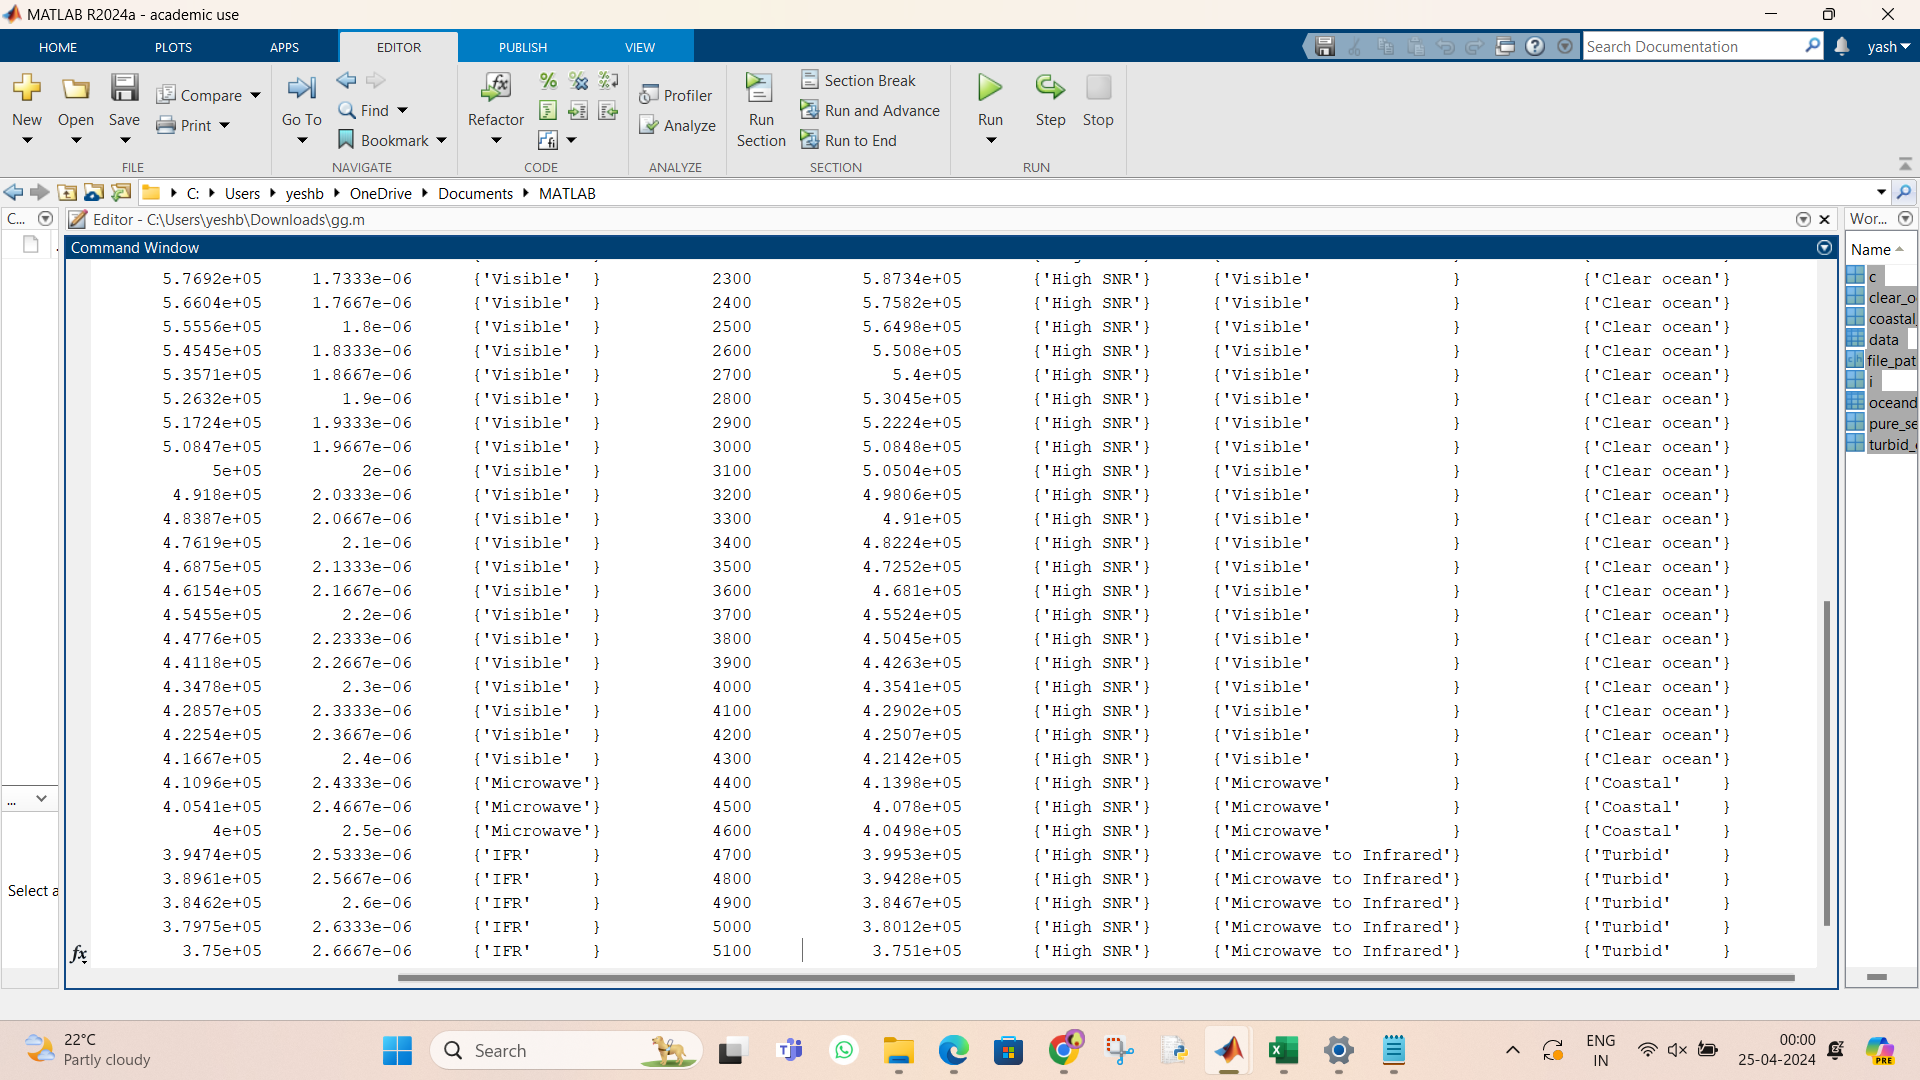 MATLAB R2024a - academic use
HOME PLOTS APPS EDITOR PUBLISH VIEW
Search Documentation
yash
New Open Save Compare Print
FILE
Go To Find Bookmark
NAVIGATE
Refactor
CODE
Profiler
Analyze
ANALYZE
Run Section
Section Break
Run and Advance
Run to End
SECTION
Run Step Stop
RUN
C: Users yeshb OneDrive Documents MATLAB
C...
Editor - C:\Users\yeshb\Downloads\gg.m
Wor...
Command Window
Name
5.7692e+05 1.7333e-06 {'Visible' } 2300 5.8734e+05 {'High SNR'} {'Visible' } {'Clear ocean'}
5.6604e+05 1.7667e-06 {'Visible' } 2400 5.7582e+05 {'High SNR'} {'Visible' } {'Clear ocean'}
5.5556e+05 1.8e-06 {'Visible' } 2500 5.6498e+05 {'High SNR'} {'Visible' } {'Clear ocean'}
5.4545e+05 1.8333e-06 {'Visible' } 2600 5.508e+05 {'High SNR'} {'Visible' } {'Clear ocean'}
5.3571e+05 1.8667e-06 {'Visible' } 2700 5.4e+05 {'High SNR'} {'Visible' } {'Clear ocean'}
5.2632e+05 1.9e-06 {'Visible' } 2800 5.3045e+05 {'High SNR'} {'Visible' } {'Clear ocean'}
5.1724e+05 1.9333e-06 {'Visible' } 2900 5.2224e+05 {'High SNR'} {'Visible' } {'Clear ocean'}
5.0847e+05 1.9667e-06 {'Visible' } 3000 5.0848e+05 {'High SNR'} {'Visible' } {'Clear ocean'}
5e+05 2e-06 {'Visible' } 3100 5.0504e+05 {'High SNR'} {'Visible' } {'Clear ocean'}
4.918e+05 2.0333e-06 {'Visible' } 3200 4.9806e+05 {'High SNR'} {'Visible' } {'Clear ocean'}
4.8387e+05 2.0667e-06 {'Visible' } 3300 4.91e+05 {'High SNR'} {'Visible' } {'Clear ocean'}
4.7619e+05 2.1e-06 {'Visible' } 3400 4.8224e+05 {'High SNR'} {'Visible' } {'Clear ocean'}
4.6875e+05 2.1333e-06 {'Visible' } 3500 4.7252e+05 {'High SNR'} {'Visible' } {'Clear ocean'}
4.6154e+05 2.1667e-06 {'Visible' } 3600 4.681e+05 {'High SNR'} {'Visible' } {'Clear ocean'}
4.5455e+05 2.2e-06 {'Visible' } 3700 4.5524e+05 {'High SNR'} {'Visible' } {'Clear ocean'}
4.4776e+05 2.2333e-06 {'Visible' } 3800 4.5045e+05 {'High SNR'} {'Visible' } {'Clear ocean'}
4.4118e+05 2.2667e-06 {'Visible' } 3900 4.4263e+05 {'High SNR'} {'Visible' } {'Clear ocean'}
4.3478e+05 2.3e-06 {'Visible' } 4000 4.3541e+05 {'High SNR'} {'Visible' } {'Clear ocean'}
4.2857e+05 2.3333e-06 {'Visible' } 4100 4.2902e+05 {'High SNR'} {'Visible' } {'Clear ocean'}
4.2254e+05 2.3667e-06 {'Visible' } 4200 4.2507e+05 {'High SNR'} {'Visible' } {'Clear ocean'}
4.1667e+05 2.4e-06 {'Visible' } 4300 4.2142e+05 {'High SNR'} {'Visible' } {'Clear ocean'}
4.1096e+05 2.4333e-06 {'Microwave'} 4400 4.1398e+05 {'High SNR'} {'Microwave' } {'Coastal' }
4.0541e+05 2.4667e-06 {'Microwave'} 4500 4.078e+05 {'High SNR'} {'Microwave' } {'Coastal' }
4e+05 2.5e-06 {'Microwave'} 4600 4.0498e+05 {'High SNR'} {'Microwave' } {'Coastal' }
3.9474e+05 2.5333e-06 {'IFR' } 4700 3.9953e+05 {'High SNR'} {'Microwave to Infrared'} {'Turbid' }
3.8961e+05 2.5667e-06 {'IFR' } 4800 3.9428e+05 {'High SNR'} {'Microwave to Infrared'} {'Turbid' }
3.8462e+05 2.6e-06 {'IFR' } 4900 3.8467e+05 {'High SNR'} {'Microwave to Infrared'} {'Turbid' }
3.7975e+05 2.6333e-06 {'IFR' } 5000 3.8012e+05 {'High SNR'} {'Microwave to Infrared'} {'Turbid' }
3.75e+05 2.6667e-06 {'IFR' } 5100 3.751e+05 {'High SNR'} {'Microwave to Infrared'} {'Turbid' }
fx
c
clear_o
coastal
data
file_pat
i
oceand
pure_se
turbid_
...
Select a
22°C
Partly cloudy
Search
ENG
IN
00:00
25-04-2024
PRE